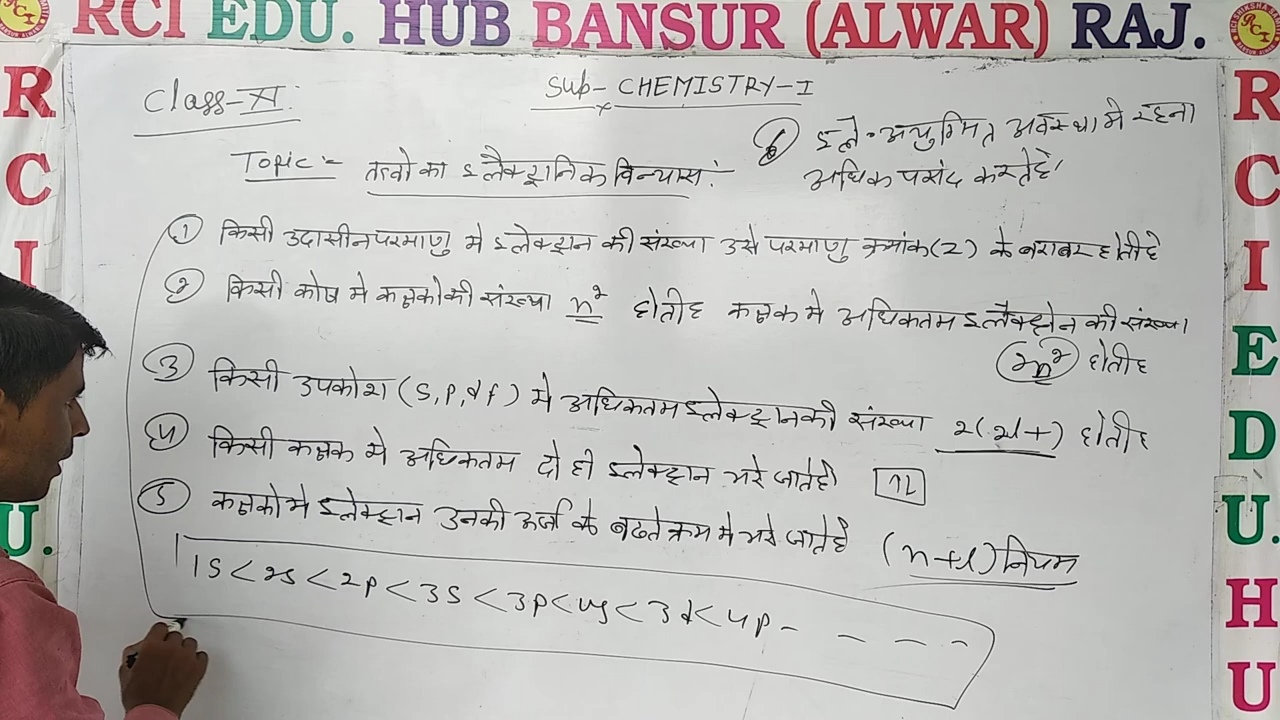 RCI EDU. HUB BANSUR (ALWAR) RAJ.
Class-XI:
Sub- CHEMISTRY-I
Topic:- तत्वो का इलैक्ट्रानिक विन्यास:-
⑥ इले॰ अयुग्मित अवस्था मे रहना
अधिक पसंद करते है।
① किसी उदासीन परमाणु मे इलेक्ट्रान की संख्या उसे परमाणु क्रमांक(Z) के बराबर होती है
② किसी कोष मे कक्षको की संख्या n² होती है कक्षक मे अधिकतम इलैक्ट्रोन की संख्या
2n² होती है
③ किसी उपकोश (S,P,d f) मे अधिकतम इलेक्ट्रानकी संख्या 2(2l+) होती है
④ किसी कक्षक मे अधिकतम दो ही इलेक्ट्रान भरे जाते है 1L
⑤ कक्षको मे इलेक्ट्रान उनकी ऊर्जा के बढते क्रम मे भरे जाते है (n+l) नियम
1S < 2S < 2P < 3S < 3P < 4S < 3d < 4P - - - -
R
C
I
U.
R
C
I
E
D
U.
H
U